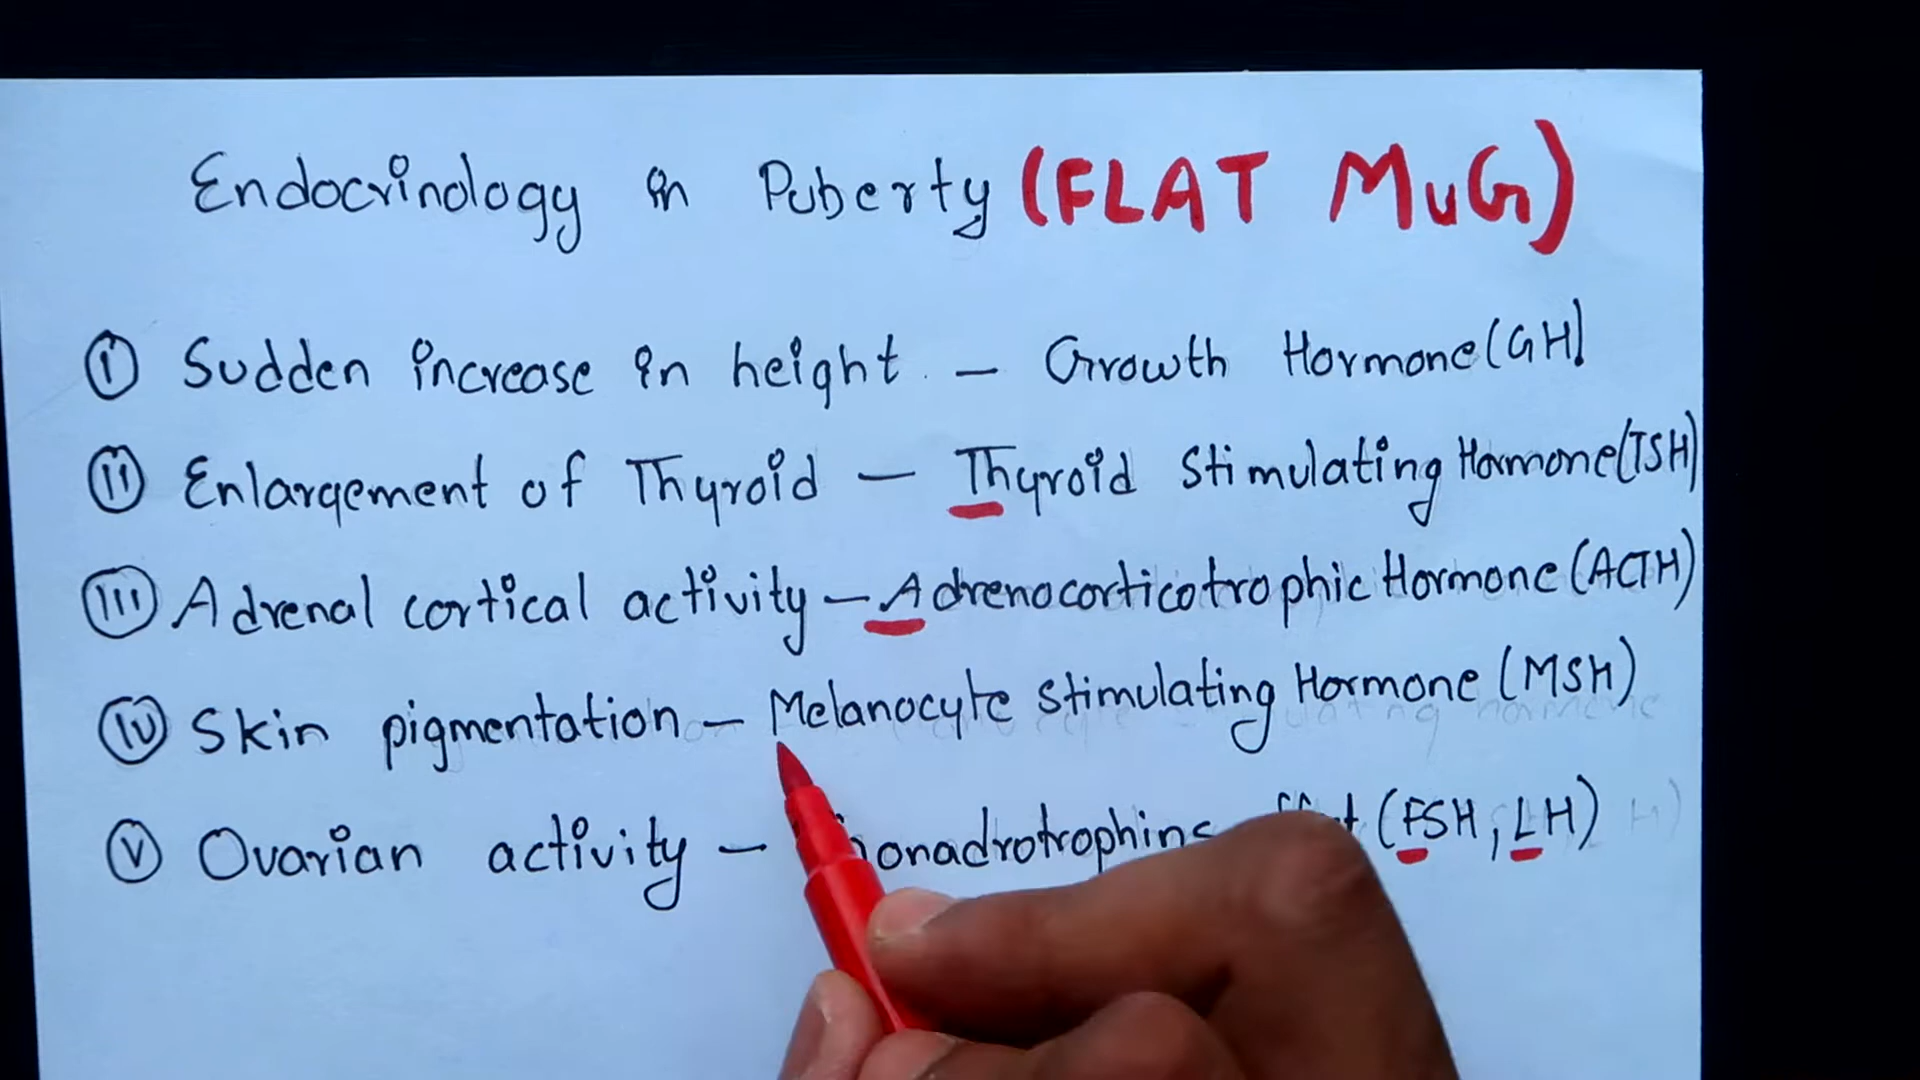 Endocrinology in Puberty (FLAT MuG)
(i) Sudden increase in height - Growth Hormone (GH)
(ii) Enlargement of Thyroid - Thyroid Stimulating Hormone (TSH)
(iii) Adrenal cortical activity - Adrenocorticotrophic Hormone (ACTH)
(iv) Skin pigmentation - Melanocyte Stimulating Hormone (MSH)
(v) Ovarian activity - (FSH, LH)